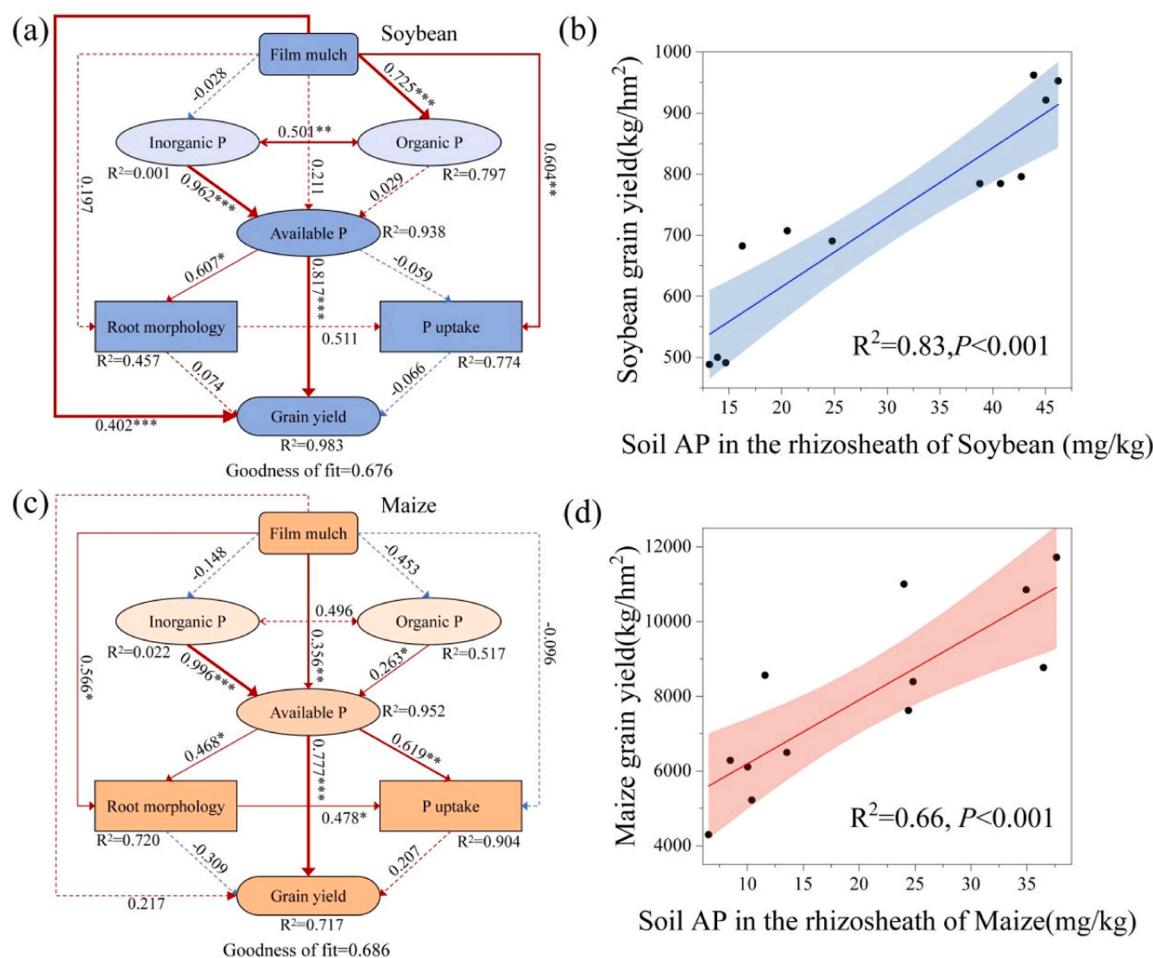 (a)
Soybean
Film mulch
-0.028
0.725***
Inorganic P
0.501**
Organic P
R²=0.001
R²=0.797
0.197
0.962***
0.211
0.029
0.604**
Available P
R²=0.938
0.607*
0.817***
-0.059
Root morphology
0.511
P uptake
R²=0.457
R²=0.774
0.074
-0.066
Grain yield
0.402***
R²=0.983
Goodness of fit=0.676
(b)
Soybean grain yield(kg/hm²)
1000
900
800
700
600
500
R²=0.83,P<0.001
15 20 25 30 35 40 45
Soil AP in the rhizosheath of Soybean (mg/kg)
(c)
Maize
Film mulch
-0.148
-0.453
Inorganic P
0.496
Organic P
R²=0.022
R²=0.517
0.566*
0.996***
0.356**
0.263*
-0.096
Available P
R²=0.952
0.468*
0.777***
0.619**
Root morphology
0.478*
P uptake
R²=0.720
R²=0.904
-0.309
0.207
Grain yield
0.217
R²=0.717
Goodness of fit=0.686
(d)
Maize grain yield(kg/hm²)
12000
10000
8000
6000
4000
R²=0.66, P<0.001
10 15 20 25 30 35
Soil AP in the rhizosheath of Maize(mg/kg)